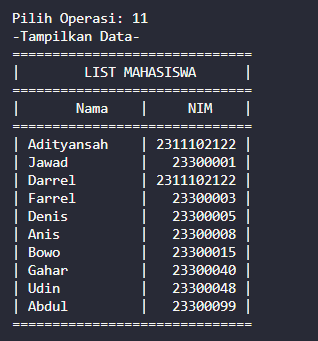 Pilih Operasi: 11
-Tampilkan Data-
==============================
|        LIST MAHASISWA      |
==============================
|       Nama    |     NIM    |
==============================
| Adityansah    | 2311102122 |
| Jawad         |   23300001 |
| Darrel        | 2311102122 |
| Farrel        |   23300003 |
| Denis         |   23300005 |
| Anis          |   23300008 |
| Bowo          |   23300015 |
| Gahar         |   23300040 |
| Udin          |   23300048 |
| Abdul         |   23300099 |
==============================